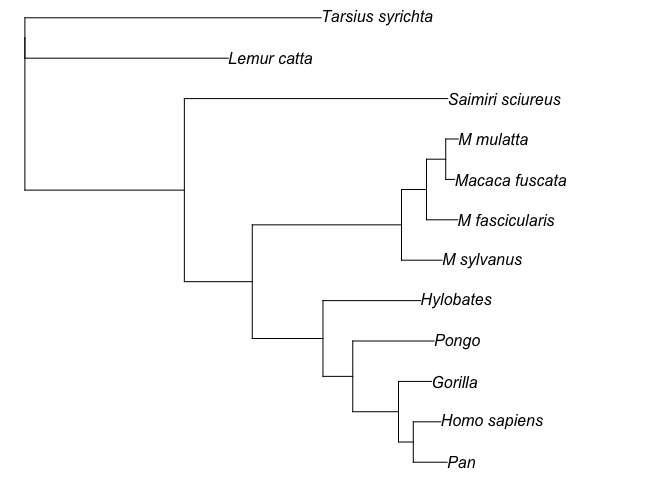 Tarsius syrichta
Lemur catta
Saimiri sciureus
M mulatta
Macaca fuscata
M fascicularis
M sylvanus
Hylobates
Pongo
Gorilla
Homo sapiens
Pan